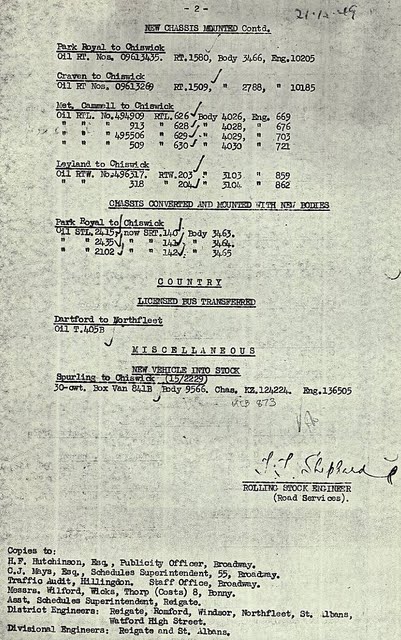 - 2 -
21.12.49
NEW CHASSIS MOUNTED Contd.
Park Royal to Chiswick
Oil RT. Nos. 09613435. RT.1580, Body 3466, Eng.10205
Craven to Chiswick
Oil RT Nos. 09613269 RT.1509, " 2788, " 10185
Met. Cammell to Chiswick
Oil RTL. No.494909 RTL.626 Body 4026, Eng. 669
" " " 913 " 628 " 4028, " 676
" " " 495506 " 629 " 4029, " 703
" " " 509 " 630 " 4030 " 721
Leyland to Chiswick
Oil RTW. No.496317. RTW.203 " 3103 " 859
" " " 318 " 204 " 3104 " 862
CHASSIS CONVERTED AND MOUNTED WITH NEW BODIES
Park Royal to Chiswick
Oil STL.2415, now SRT.140, Body 3463.
" " 2435 " " 141 " 3464.
" " 2102 " " 142 " 3465
COUNTRY
LICENSED BUS TRANSFERRED
Dartford to Northfleet
Oil T.405B
MISCELLANEOUS
NEW VEHICLE INTO STOCK
Spurling to Chiswick (15/2229)
30-cwt. Box Van 841B, Body 9566. Chas. KZ.124224. Eng.136505
873
ROLLING STOCK ENGINEER
(Road Services).
Copies to:
H.F. Hutchinson, Esq., Publicity Officer, Broadway.
C.J. Mays, Esq., Schedules Superintendent, 55, Broadway.
Traffic Audit, Hillingdon. Staff Office, Broadway.
Messrs. Wilford, Wicks, Thorp (Costs) 8, Bonny.
Asst. Schedules Superintendent, Reigate.
District Engineers: Reigate, Romford, Windsor, Northfleet, St. Albans,
Watford High Street.
Divisional Engineers: Reigate and St. Albans.